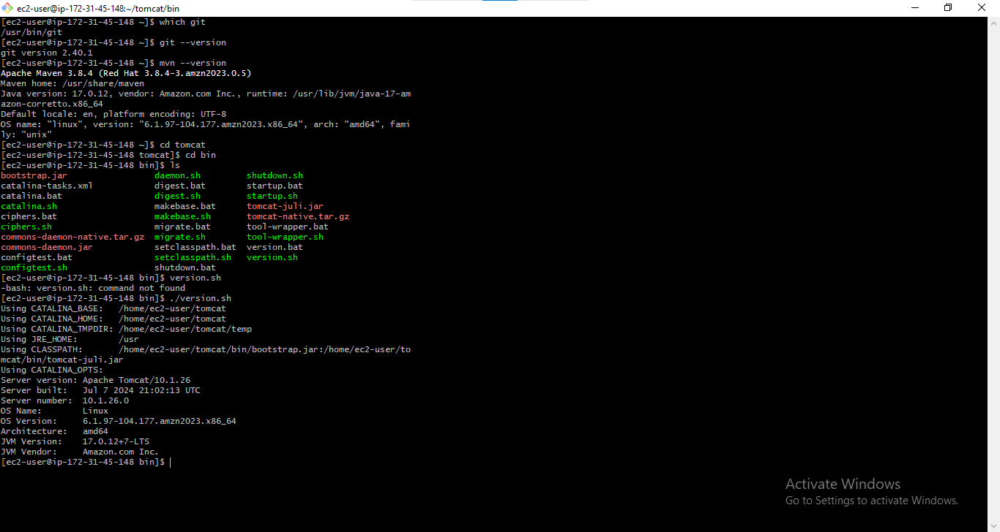 ec2-user@ip-172-31-45-148:~/tomcat/bin
[ec2-user@ip-172-31-45-148 ~]$ which git
/usr/bin/git
[ec2-user@ip-172-31-45-148 ~]$ git --version
git version 2.40.1
[ec2-user@ip-172-31-45-148 ~]$ mvn --version
Apache Maven 3.8.4 (Red Hat 3.8.4-3.amzn2023.0.5)
Maven home: /usr/share/maven
Java version: 17.0.12, vendor: Amazon.com Inc., runtime: /usr/lib/jvm/java-17-am
azon-corretto.x86_64
Default locale: en, platform encoding: UTF-8
OS name: "linux", version: "6.1.97-104.177.amzn2023.x86_64", arch: "amd64", fami
ly: "unix"
[ec2-user@ip-172-31-45-148 ~]$ cd tomcat
[ec2-user@ip-172-31-45-148 tomcat]$ cd bin
[ec2-user@ip-172-31-45-148 bin]$ ls
bootstrap.jar daemon.sh shutdown.sh
catalina-tasks.xml digest.bat startup.bat
catalina.bat digest.sh startup.sh
catalina.sh makebase.bat tomcat-juli.jar
ciphers.bat makebase.sh tomcat-native.tar.gz
ciphers.sh migrate.bat tool-wrapper.bat
commons-daemon-native.tar.gz migrate.sh tool-wrapper.sh
commons-daemon.jar setclasspath.bat version.bat
configtest.bat setclasspath.sh version.sh
configtest.sh shutdown.bat
[ec2-user@ip-172-31-45-148 bin]$ version.sh
-bash: version.sh: command not found
[ec2-user@ip-172-31-45-148 bin]$ ./version.sh
Using CATALINA_BASE: /home/ec2-user/tomcat
Using CATALINA_HOME: /home/ec2-user/tomcat
Using CATALINA_TMPDIR: /home/ec2-user/tomcat/temp
Using JRE_HOME: /usr
Using CLASSPATH: /home/ec2-user/tomcat/bin/bootstrap.jar:/home/ec2-user/to
mcat/bin/tomcat-juli.jar
Using CATALINA_OPTS:
Server version: Apache Tomcat/10.1.26
Server built: Jul 7 2024 21:02:13 UTC
Server number: 10.1.26.0
OS Name: Linux
OS Version: 6.1.97-104.177.amzn2023.x86_64
Architecture: amd64
JVM Version: 17.0.12+7-LTS
JVM Vendor: Amazon.com Inc.
[ec2-user@ip-172-31-45-148 bin]$
Activate Windows
Go to Settings to activate Windows.